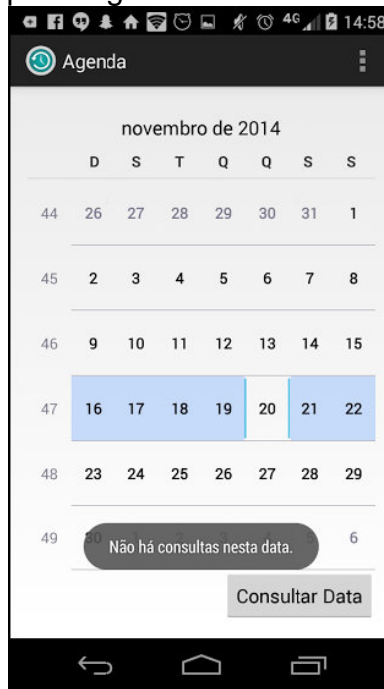 4G 14:58
Agenda
novembro de 2014
D S T Q Q S S
44 26 27 28 29 30 31 1
45 2 3 4 5 6 7 8
46 9 10 11 12 13 14 15
47 16 17 18 19 20 21 22
48 23 24 25 26 27 28 29
49 30 6
Não há consultas nesta data.
Consultar Data